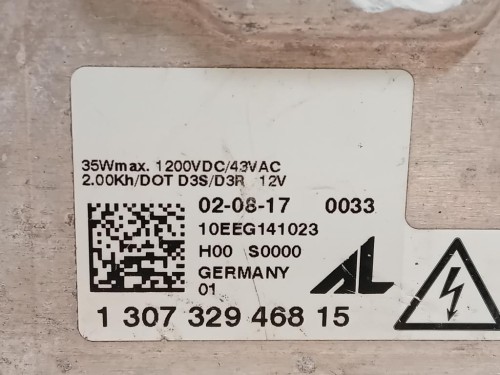 35Wmax. 1200VDC/43VAC
2.00Kh/DOT D3S/D3R 12V
02-08-17 0033
10EEG141023
H00 S0000
GERMANY
01
AL
1 307 329 468 15